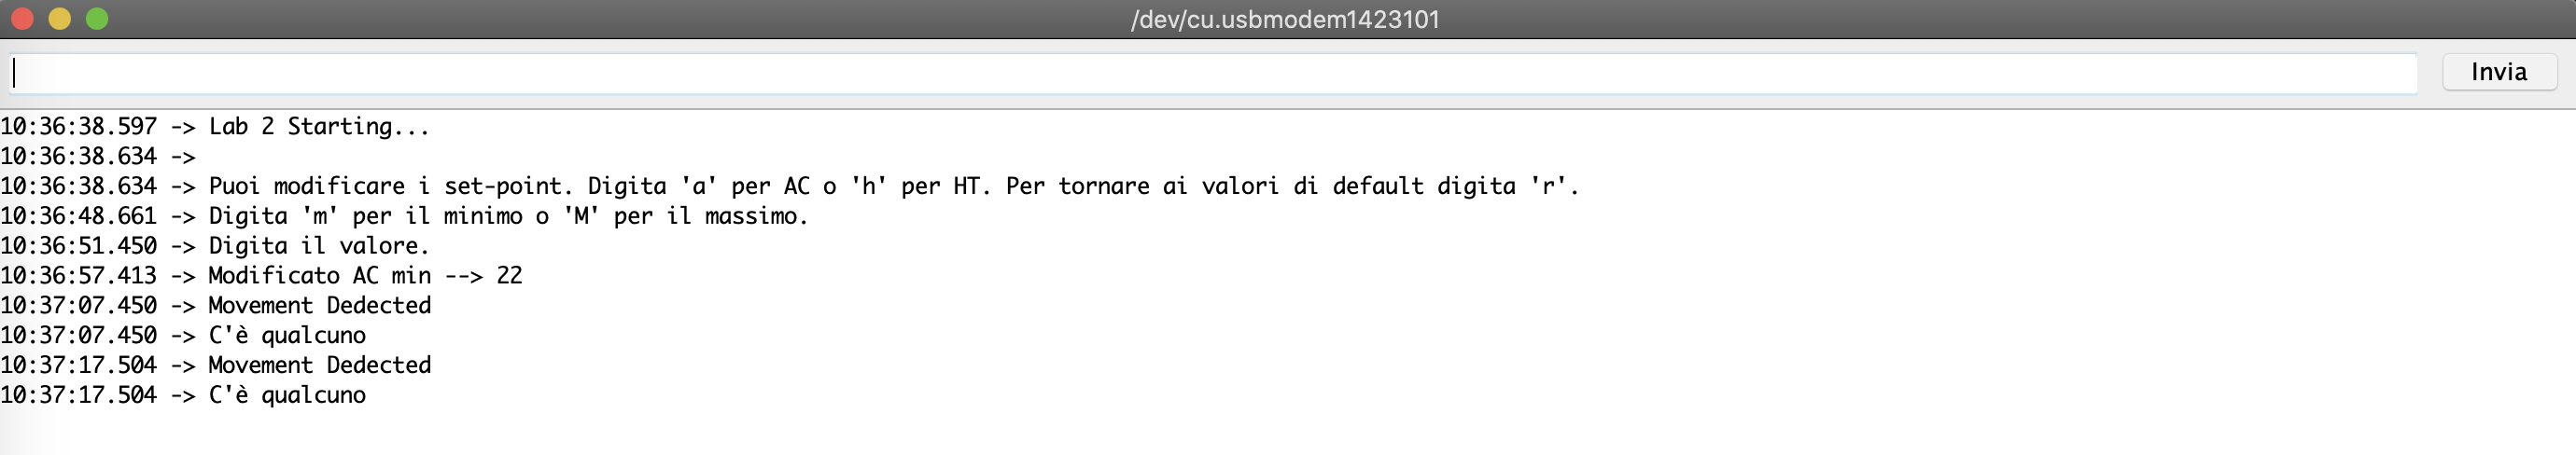 /dev/cu.usbmodem1423101
Invia
10:36:38.597 -> Lab 2 Starting...
10:36:38.634 ->
10:36:38.634 -> Puoi modificare i set-point. Digita 'a' per AC o 'h' per HT. Per tornare ai valori di default digita 'r'.
10:36:48.661 -> Digita 'm' per il minimo o 'M' per il massimo.
10:36:51.450 -> Digita il valore.
10:36:57.413 -> Modificato AC min --> 22
10:37:07.450 -> Movement Dedected
10:37:07.450 -> C'è qualcuno
10:37:17.504 -> Movement Dedected
10:37:17.504 -> C'è qualcuno